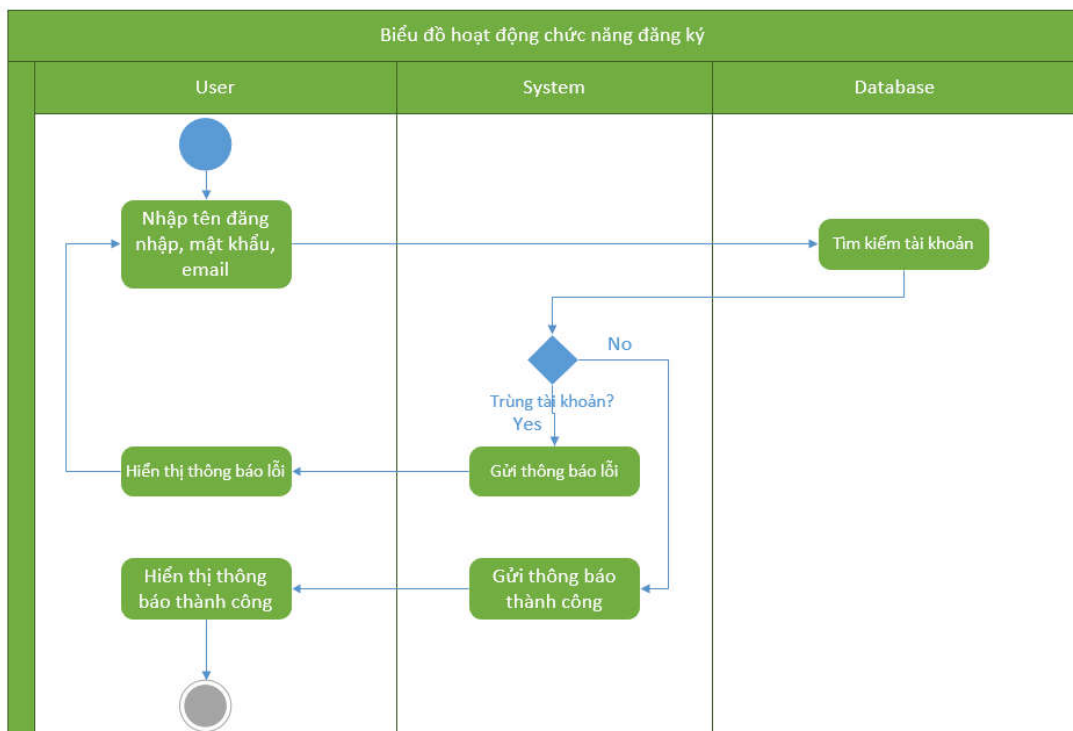 Biểu đồ hoạt động chức năng đăng ký
User
System
Database
Nhập tên đăng
nhập, mật khẩu,
email
Tìm kiếm tài khoản
No
Trùng tài khoản?
Yes
Hiển thị thông báo lỗi
Gửi thông báo lỗi
Hiển thị thông
báo thành công
Gửi thông báo
thành công